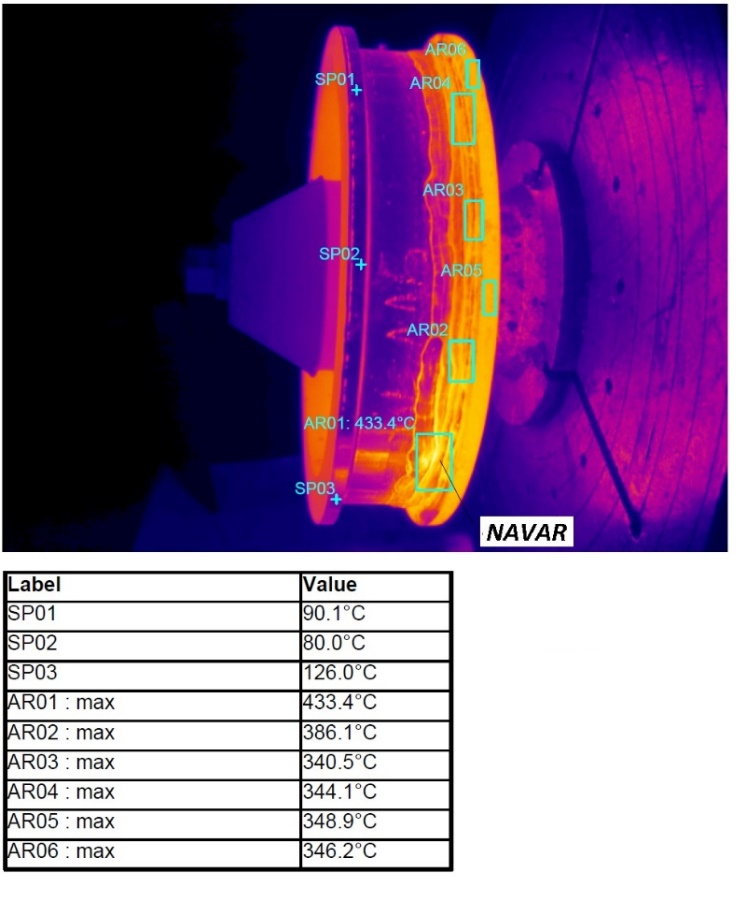 AR06
SP01
AR04
AR03
SP02
AR05
AR02
AR01: 433.4°C
SP03
NAVAR
Label Value
SP01 90.1°C
SP02 80.0°C
SP03 126.0°C
AR01 : max 433.4°C
AR02 : max 386.1°C
AR03 : max 340.5°C
AR04 : max 344.1°C
AR05 : max 348.9°C
AR06 : max 346.2°C